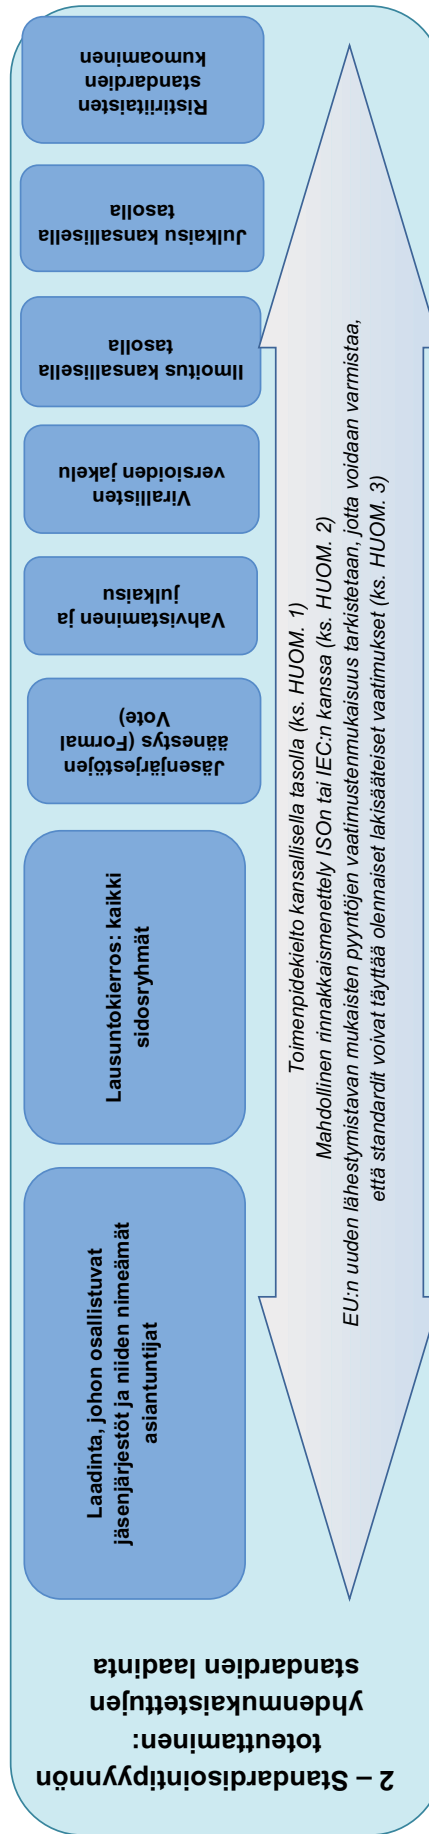 2 – Standardisointipyynnön
toteuttaminen:
yhdenmukaistettujen
standardien laadinta
Laadinta, johon osallistuvat
jäsenjärjestöt ja niiden nimeämät
asiantuntijat
Lausuntokierros: kaikki
sidosryhmät
Jäsenjärjestöjen
äänestys (Formal
Vote)
Vahvistaminen ja
julkaisu
Virallisten
versioiden jakelu
Ilmoitus kansallisella
tasolla
Julkaisu kansallisella
tasolla
Ristiriitaisten
standardien
kumoaminen
Toimenpidekielto kansallisella tasolla (ks. HUOM. 1)
Mahdollinen rinnakkaismenettely ISOn tai IEC:n kanssa (ks. HUOM. 2)
EU:n uuden lähestymistavan mukaisten pyyntöjen vaatimustenmukaisuus tarkistetaan, jotta voidaan varmistaa,
että standardit voivat täyttää olennaiset lakisääteiset vaatimukset (ks. HUOM. 3)